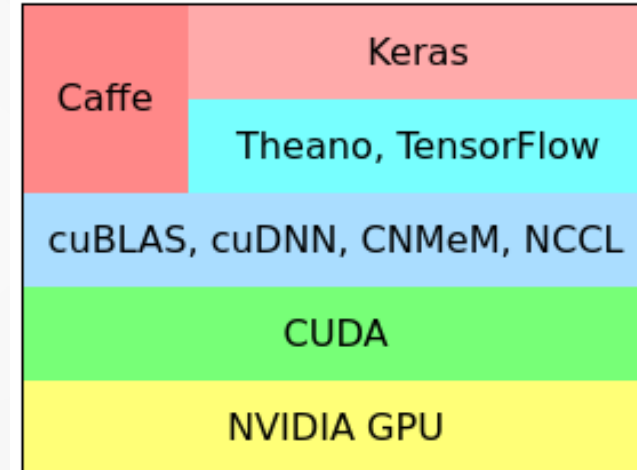 Keras
Caffe
Theano, TensorFlow
cuBLAS, cuDNN, CNMeM, NCCL
CUDA
NVIDIA GPU